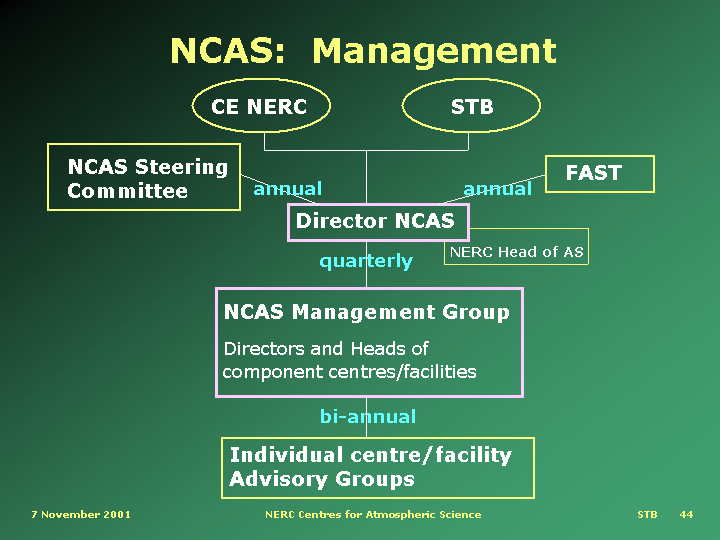 NCAS: Management
CE NERC
STB
NCAS Steering
Committee
annual
annual
FAST
Director NCAS
NERC Head of AS
quarterly
NCAS Management Group
Directors and Heads of
component centres/facilities
bi-annual
Individual centre/facility
Advisory Groups
7 November 2001
NERC Centres for Atmospheric Science
STB 44